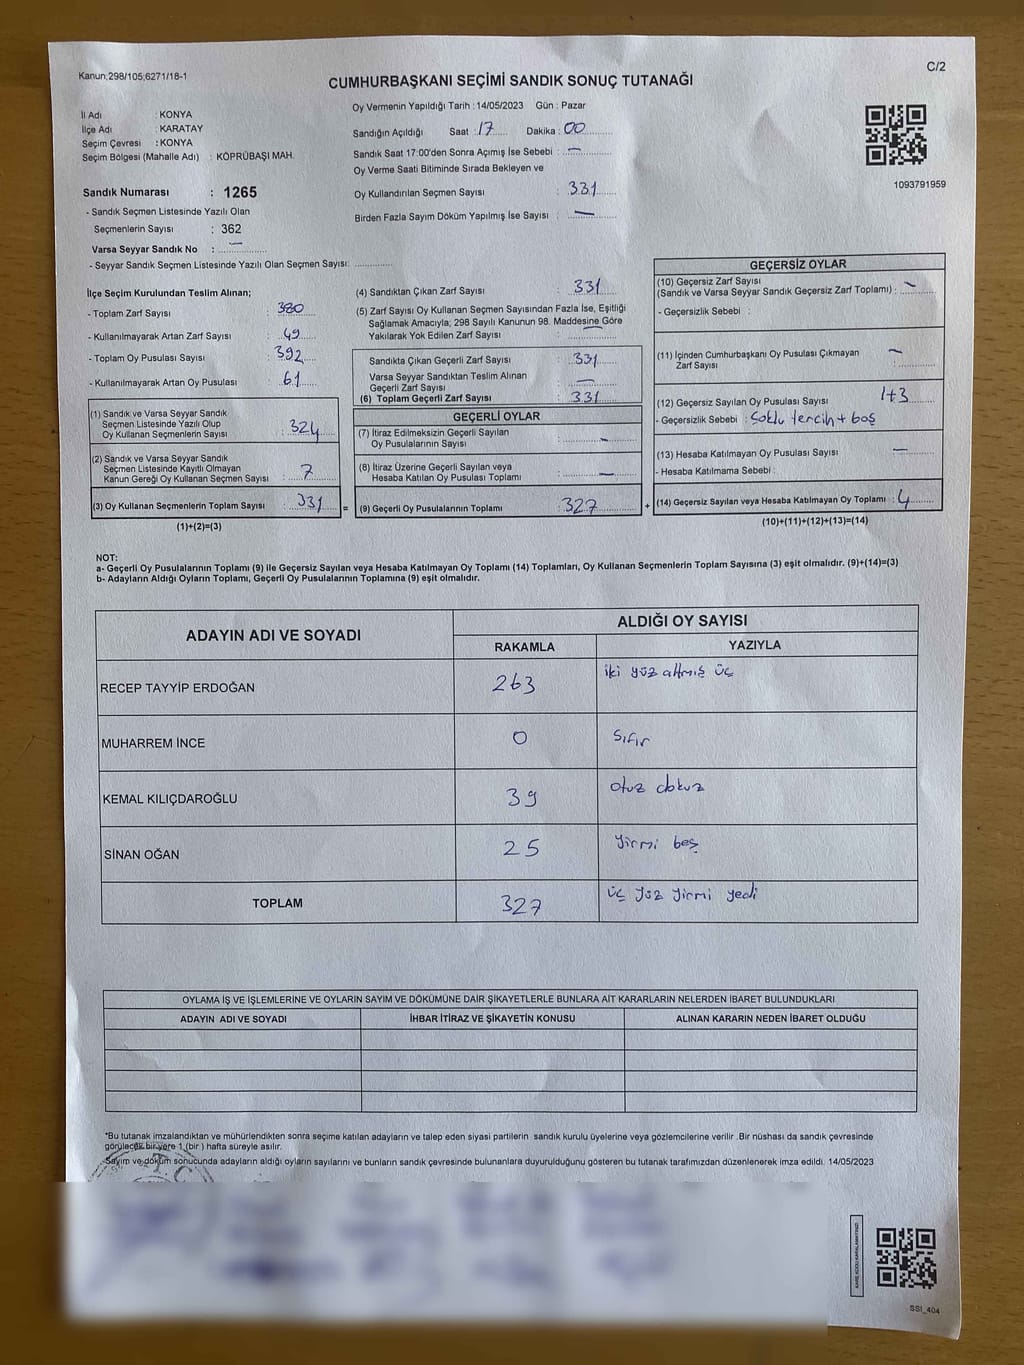 Kanun:298/105;6271/18-1
C/2
CUMHURBAŞKANI SEÇİMİ SANDIK SONUÇ TUTANAĞI
İl Adı : KONYA
İlçe Adı : KARATAY
Seçim Çevresi : KONYA
Seçim Bölgesi (Mahalle Adı) : KÖPRÜBAŞI MAH.
Sandık Numarası : 1265
- Sandık Seçmen Listesinde Yazılı Olan
Seçmenlerin Sayısı : 362
Varsa Seyyar Sandık No : —
- Seyyar Sandık Seçmen Listesinde Yazılı Olan Seçmen Sayısı:
Oy Vermenin Yapıldığı Tarih : 14/05/2023 Gün : Pazar
Sandığın Açıldığı Saat : 17 Dakika : 00
Sandık Saat 17:00'den Sonra Açımış İse Sebebi : —
Oy Verme Saati Bitiminde Sırada Bekleyen ve
Oy Kullandırılan Seçmen Sayısı : 331
Birden Fazla Sayım Döküm Yapılmış İse Sayısı : —
1093791959
İlçe Seçim Kurulundan Teslim Alınan;
- Toplam Zarf Sayısı : 380
- Kullanılmayarak Artan Zarf Sayısı : 49
- Toplam Oy Pusulası Sayısı : 392
- Kullanılmayarak Artan Oy Pusulası : 61
(1) Sandık ve Varsa Seyyar Sandık
Seçmen Listesinde Yazılı Olup
Oy Kullanan Seçmenlerin Sayısı : 324
(2) Sandık ve Varsa Seyyar Sandık
Seçmen Listesinde Kayıtlı Olmayan
Kanun Gereği Oy Kullanan Seçmen Sayısı : 7
(3) Oy Kullanan Seçmenlerin Toplam Sayısı : 331
(1)+(2)=(3)
(4) Sandıktan Çıkan Zarf Sayısı : 331
(5) Zarf Sayısı Oy Kullanan Seçmen Sayısından Fazla İse, Eşitliği
Sağlamak Amacıyla; 298 Sayılı Kanunun 98. Maddesine Göre
Yakılarak Yok Edilen Zarf Sayısı : —
Sandıkta Çıkan Geçerli Zarf Sayısı : 331
Varsa Seyyar Sandıktan Teslim Alınan
Geçerli Zarf Sayısı : —
(6) Toplam Geçerli Zarf Sayısı : 331
GEÇERLİ OYLAR
(7) İtiraz Edilmeksizin Geçerli Sayılan
Oy Pusulalarının Sayısı : —
(8) İtiraz Üzerine Geçerli Sayılan veya
Hesaba Katılan Oy Pusulası Toplamı : —
= (9) Geçerli Oy Pusulalarının Toplamı : 327 +
GEÇERSİZ OYLAR
(10) Geçersiz Zarf Sayısı
(Sandık ve Varsa Seyyar Sandık Geçersiz Zarf Toplamı) : —
- Geçersizlik Sebebi :
(11) İçinden Cumhurbaşkanı Oy Pusulası Çıkmayan
Zarf Sayısı : —
(12) Geçersiz Sayılan Oy Pusulası Sayısı 1+3
- Geçersizlik Sebebi : Çoklu tercih + boş
(13) Hesaba Katılmayan Oy Pusulası Sayısı : —
- Hesaba Katılmama Sebebi :
(14) Geçersiz Sayılan veya Hesaba Katılmayan Oy Toplamı : 4
(10)+(11)+(12)+(13)=(14)
NOT:
a- Geçerli Oy Pusulalarının Toplamı (9) ile Geçersiz Sayılan veya Hesaba Katılmayan Oy Toplamı (14) Toplamları, Oy Kullanan Seçmenlerin Toplam Sayısına (3) eşit olmalıdır. (9)+(14)=(3)
b- Adayların Aldığı Oyların Toplamı, Geçerli Oy Pusulalarının Toplamına (9) eşit olmalıdır.
ADAYIN ADI VE SOYADI
ALDIĞI OY SAYISI
RAKAMLA YAZIYLA
RECEP TAYYİP ERDOĞAN 263 iki yüz altmış üç
MUHARREM İNCE 0 Sıfır
KEMAL KILIÇDAROĞLU 39 otuz dokuz
SİNAN OĞAN 25 Yirmi beş
TOPLAM 327 üç yüz yirmi yedi
OYLAMA İŞ VE İŞLEMLERİNE VE OYLARIN SAYIM VE DÖKÜMÜNE DAİR ŞİKAYETLERLE BUNLARA AİT KARARLARIN NELERDEN İBARET BULUNDUKLARI
ADAYIN ADI VE SOYADI İHBAR İTİRAZ VE ŞİKAYETİN KONUSU ALINAN KARARIN NEDEN İBARET OLDUĞU
*Bu tutanak imzalandıktan ve mühürlendikten sonra seçime katılan adayların ve talep eden siyasi partilerin sandık kurulu üyelerine veya gözlemcilerine verilir .Bir nüshası da sandık çevresinde
görülecek bir yere 1 (bir ) hafta süreyle asılır.
-Sayım ve döküm sonucunda adayların aldığı oyların sayılarını ve bunların sandık çevresinde bulunanlara duyurulduğunu gösteren bu tutanak tarafımızdan düzenlenerek imza edildi. 14/05/2023
T.C.
KARE KODU KARALAMAYINIZ!
SSI_404